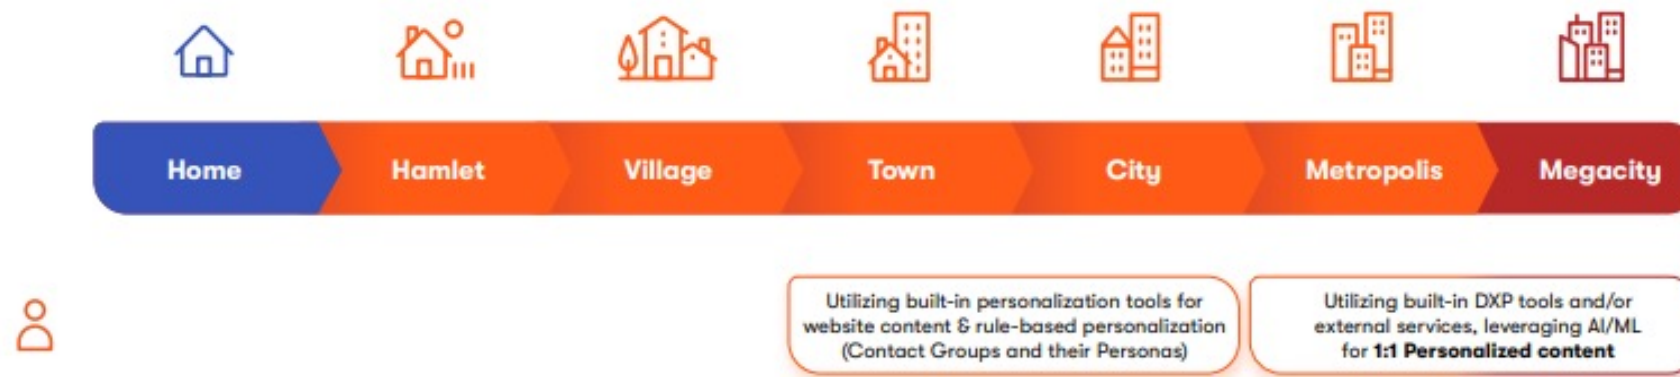 Home
Hamlet
Village
Town
City
Metropolis
Megacity
Utilizing built-in personalization tools for
website content & rule-based personalization
(Contact Groups and their Personas)
Utilizing built-in DXP tools and/or
external services, leveraging AI/ML
for 1:1 Personalized content